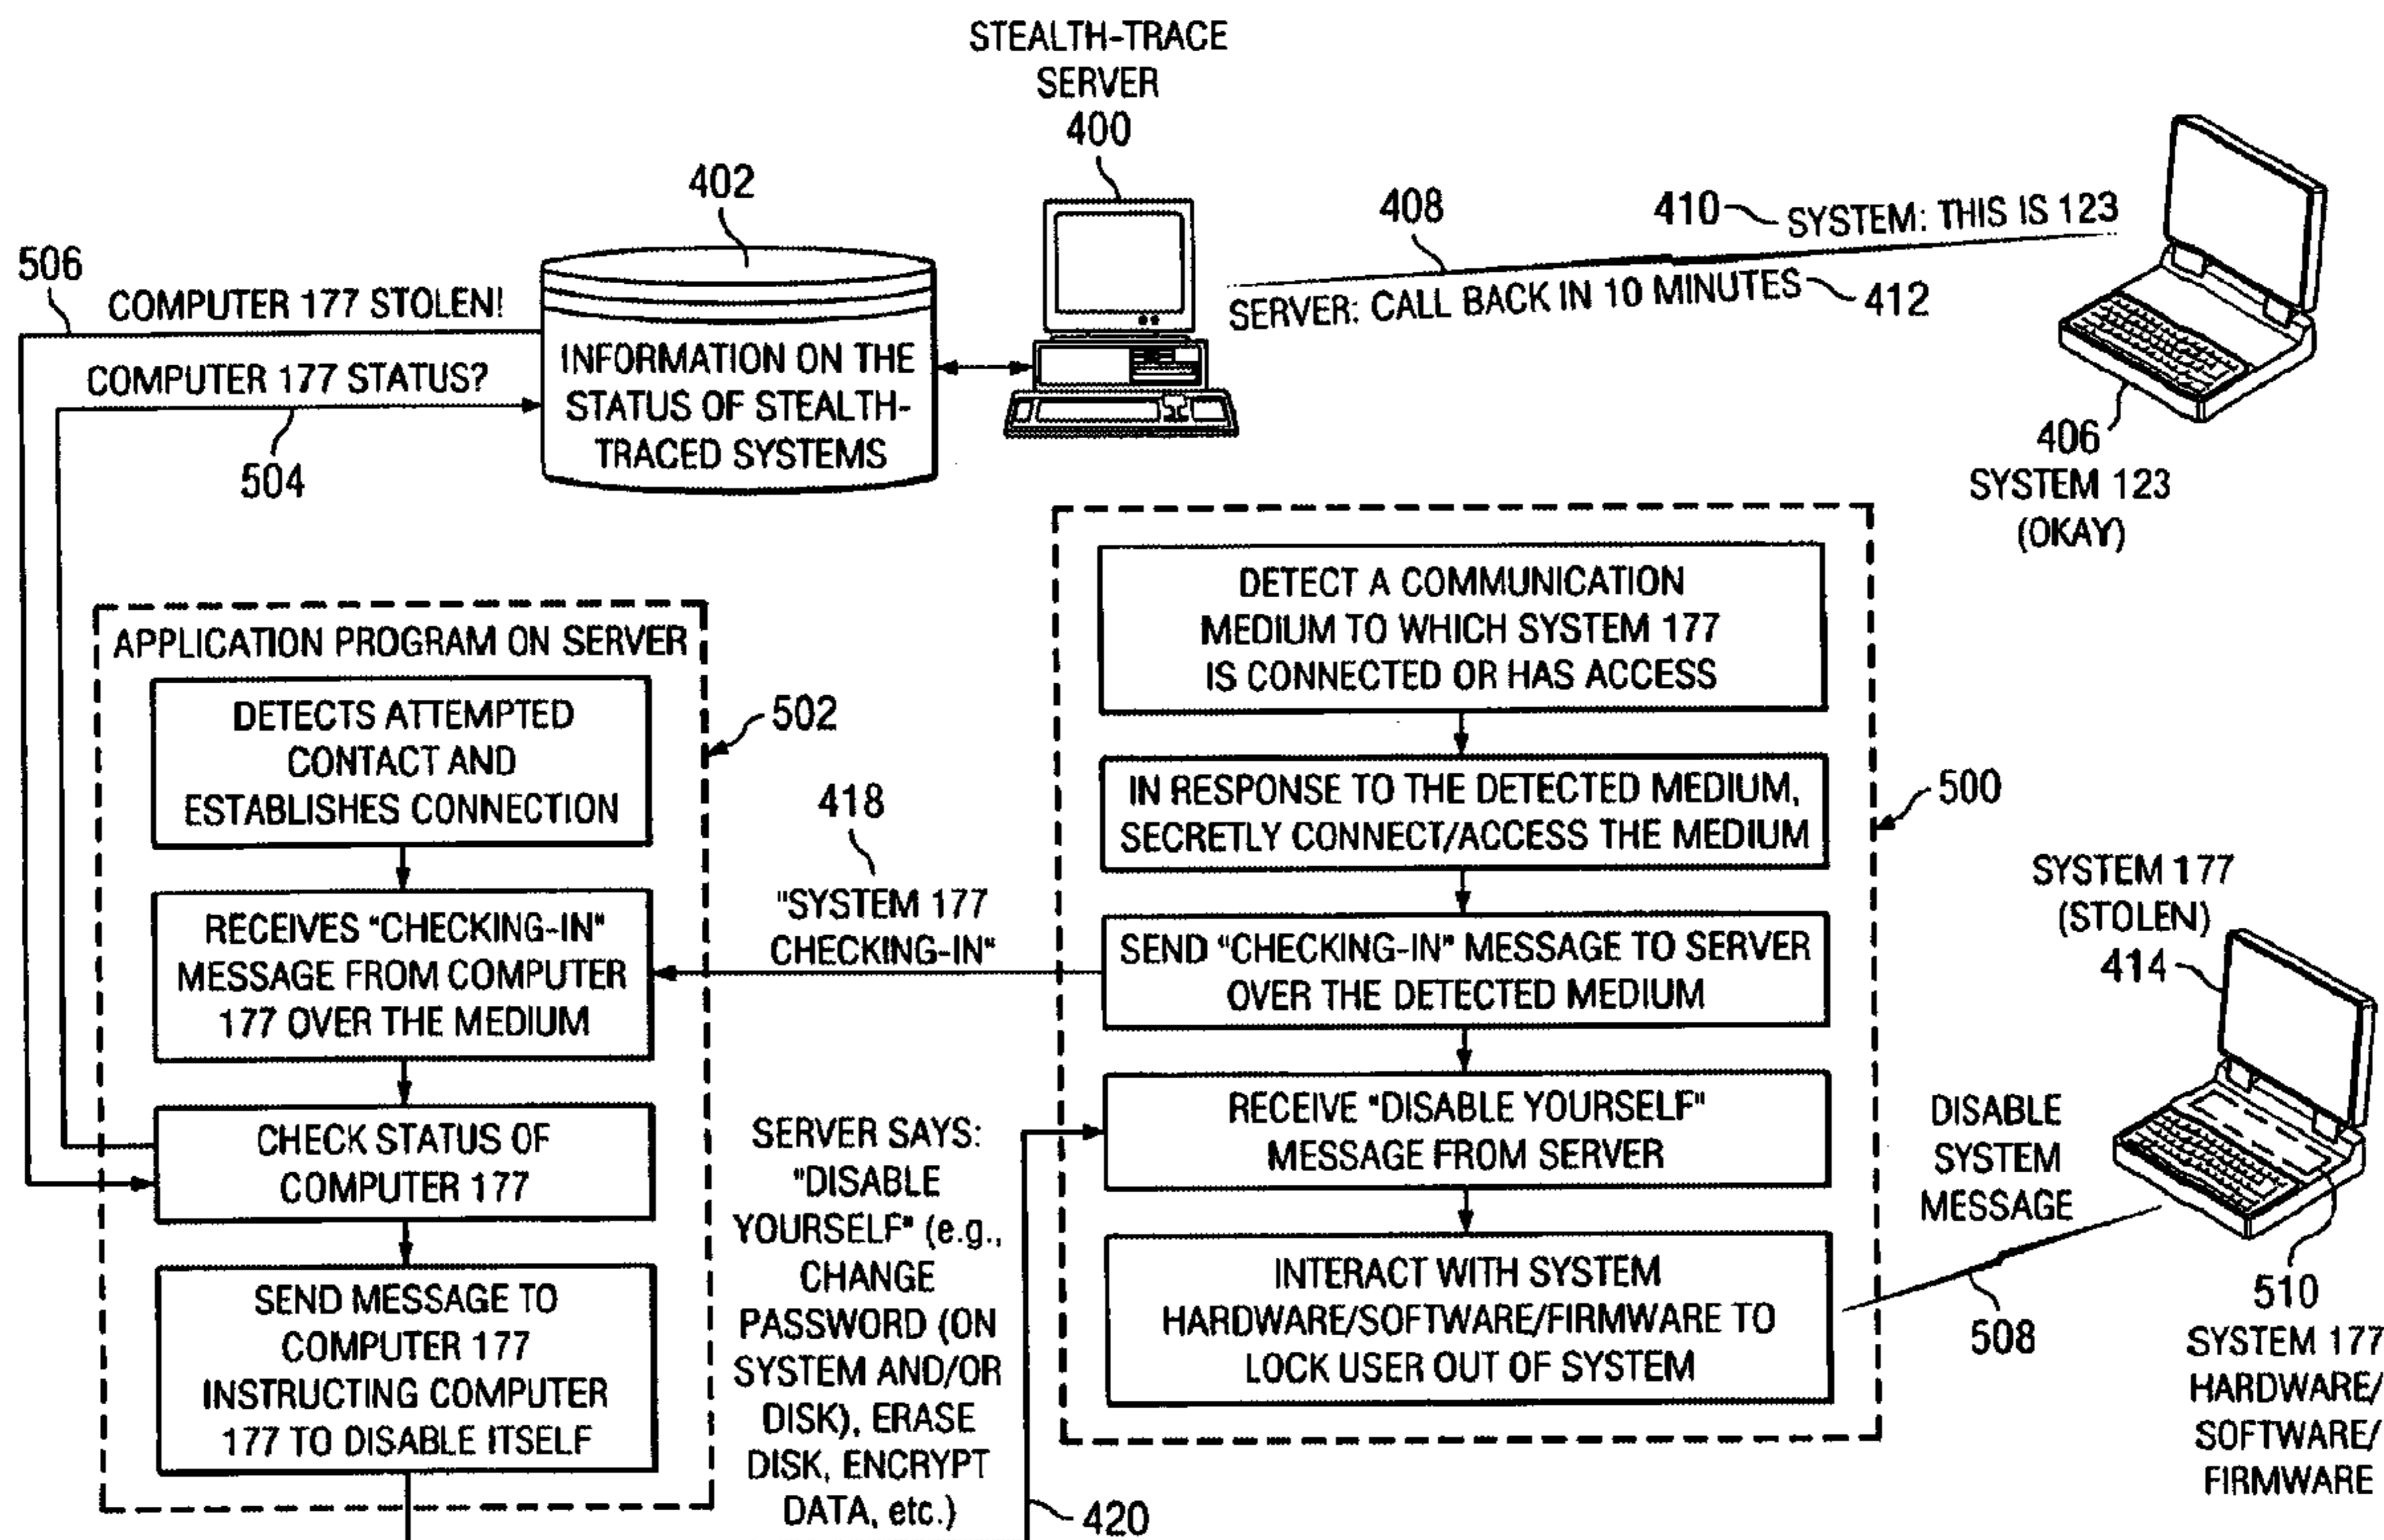 STEALTH-TRACE
SERVER
400
402
408
410
SYSTEM: THIS IS 123
SERVER: CALL BACK IN 10 MINUTES
412
406
SYSTEM 123
(OKAY)
506
COMPUTER 177 STOLEN!
COMPUTER 177 STATUS?
504
INFORMATION ON THE
STATUS OF STEALTH-
TRACED SYSTEMS
APPLICATION PROGRAM ON SERVER
502
DETECTS ATTEMPTED
CONTACT AND
ESTABLISHES CONNECTION
RECEIVES "CHECKING-IN"
MESSAGE FROM COMPUTER
177 OVER THE MEDIUM
CHECK STATUS OF
COMPUTER 177
SEND MESSAGE TO
COMPUTER 177
INSTRUCTING COMPUTER
177 TO DISABLE ITSELF
418
"SYSTEM 177
CHECKING-IN"
SERVER SAYS:
"DISABLE
YOURSELF" (e.g.,
CHANGE
PASSWORD (ON
SYSTEM AND/OR
DISK), ERASE
DISK, ENCRYPT
DATA, etc.)
420
DETECT A COMMUNICATION
MEDIUM TO WHICH SYSTEM 177
IS CONNECTED OR HAS ACCESS
IN RESPONSE TO THE DETECTED MEDIUM,
SECRETLY CONNECT/ACCESS THE MEDIUM
500
SEND "CHECKING-IN" MESSAGE TO SERVER
OVER THE DETECTED MEDIUM
RECEIVE "DISABLE YOURSELF"
MESSAGE FROM SERVER
INTERACT WITH SYSTEM
HARDWARE/SOFTWARE/FIRMWARE TO
LOCK USER OUT OF SYSTEM
SYSTEM 177
(STOLEN)
414
DISABLE
SYSTEM
MESSAGE
508
510
SYSTEM 177
HARDWARE/
SOFTWARE/
FIRMWARE